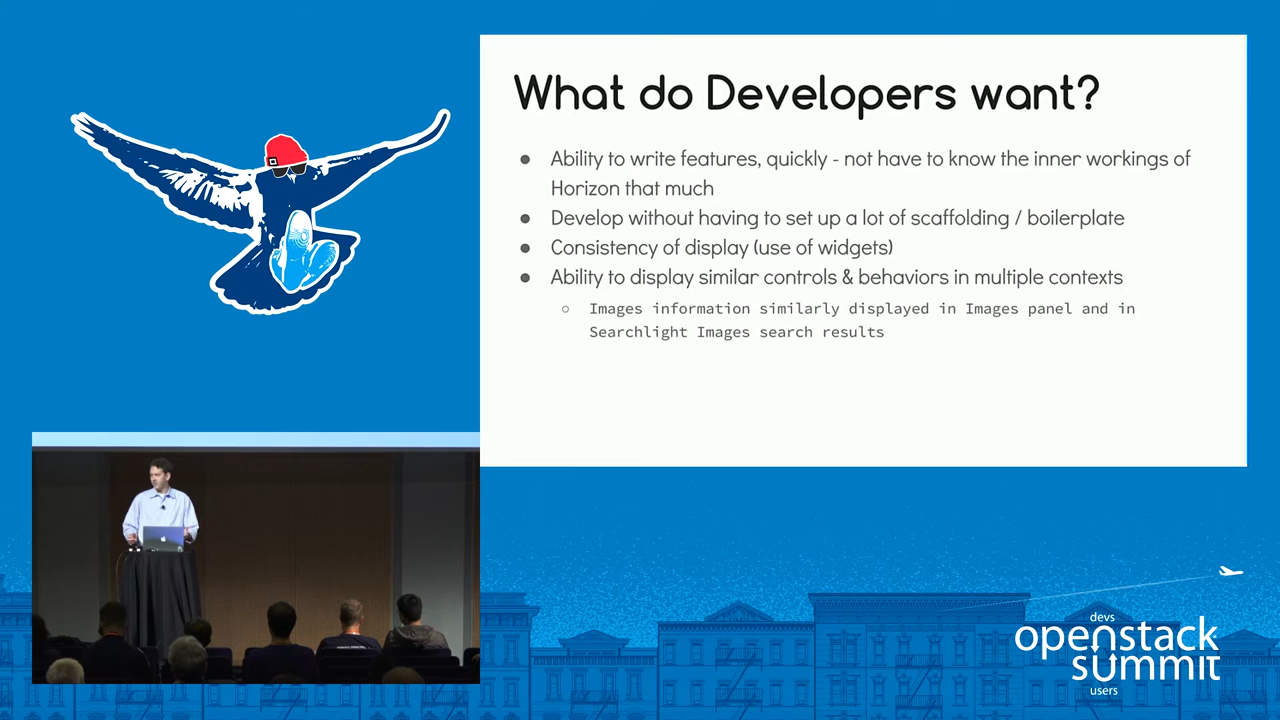 What do Developers want?
● Ability to write features, quickly - not have to know the inner workings of
Horizon that much
● Develop without having to set up a lot of scaffolding / boilerplate
● Consistency of display (use of widgets)
● Ability to display similar controls & behaviors in multiple contexts
○ Images information similarly displayed in Images panel and in
Searchlight Images search results
devs
openstack
summit
users